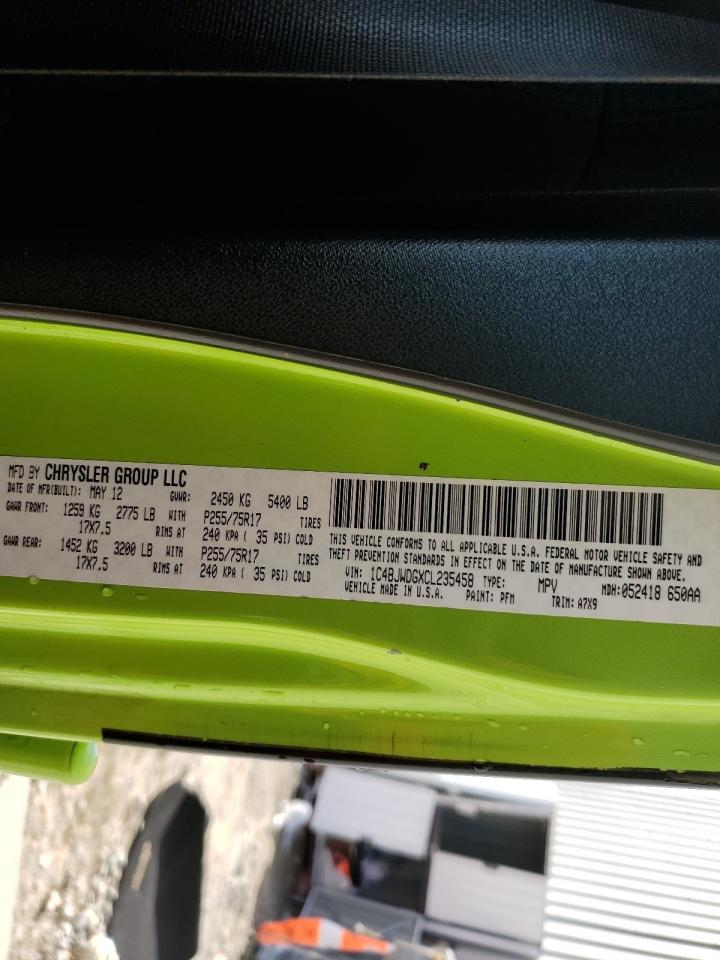 MFD BY CHRYSLER GROUP LLC
DATE OF MFR(BUILT): MAY 12 GVWR: 2450 KG 5400 LB
GAWR FRONT: 1259 KG 2775 LB WITH P255/75R17 TIRES
17X7.5 RIMS AT 240 KPA ( 35 PSI) COLD
GAWR REAR: 1452 KG 3200 LB WITH P255/75R17 TIRES
17X7.5 RIMS AT 240 KPA ( 35 PSI) COLD
THIS VEHICLE CONFORMS TO ALL APPLICABLE U.S.A. FEDERAL MOTOR VEHICLE SAFETY AND
THEFT PREVENTION STANDARDS IN EFFECT ON THE DATE OF MANUFACTURE SHOWN ABOVE.
VIN: 1C4BJWDGXCL235458 TYPE: MPV MDH:052418 650AA
VEHICLE MADE IN U.S.A. PAINT: PFM TRIM: A7X9